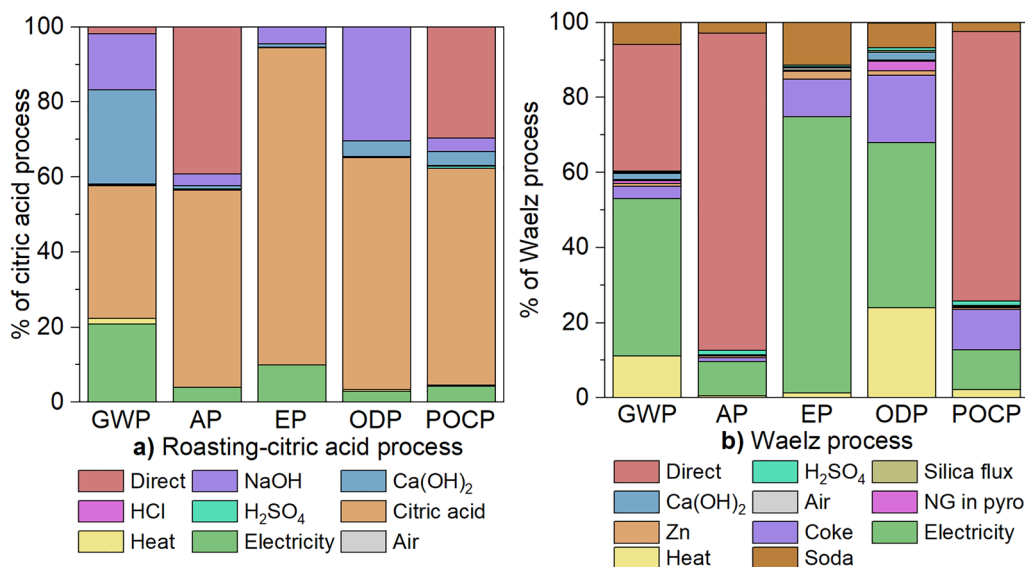 % of citric acid process
100
80
60
40
20
0
GWP AP EP ODP POCP
a) Roasting-citric acid process
Direct NaOH Ca(OH)₂
HCl H₂SO₄ Citric acid
Heat Electricity Air
% of Waelz process
100
80
60
40
20
0
GWP AP EP ODP POCP
b) Waelz process
Direct H₂SO₄ Silica flux
Ca(OH)₂ Air NG in pyro
Zn Coke Electricity
Heat Soda